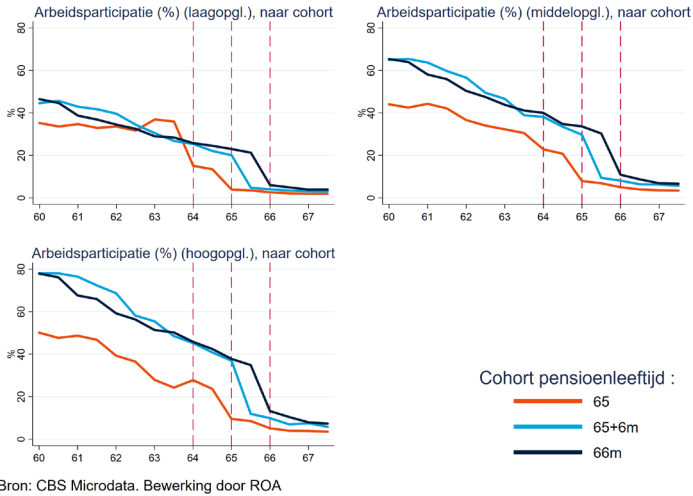 Arbeidsparticipatie (%) (laagopgl.), naar cohort
80
60
40
20
0
%
60 61 62 63 64 65 66 67
Arbeidsparticipatie (%) (middelopgl.), naar cohort
80
60
40
20
0
%
60 61 62 63 64 65 66 67
Arbeidsparticipatie (%) (hoogopgl.), naar cohort
80
60
40
20
0
%
60 61 62 63 64 65 66 67
Cohort pensioenleeftijd :
65
65+6m
66m
Bron: CBS Microdata. Bewerking door ROA